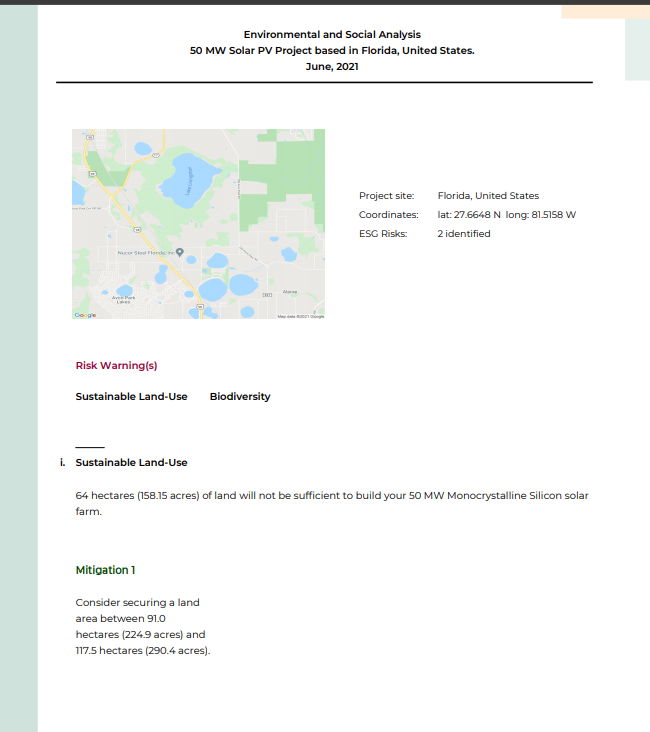 Environmental and Social Analysis
50 MW Solar PV Project based in Florida, United States.
June, 2021
Lake Livingston
Nucor Steel Florida Inc
Avon Park
Lakes
Google
Map data ©2021 Google
Project site: Florida, United States
Coordinates: lat: 27.6648 N long: 81.5158 W
ESG Risks: 2 identified
Risk Warning(s)
Sustainable Land-Use Biodiversity
i. Sustainable Land-Use
64 hectares (158.15 acres) of land will not be sufficient to build your 50 MW Monocrystalline Silicon solar
farm.
Mitigation 1
Consider securing a land
area between 91.0
hectares (224.9 acres) and
117.5 hectares (290.4 acres).